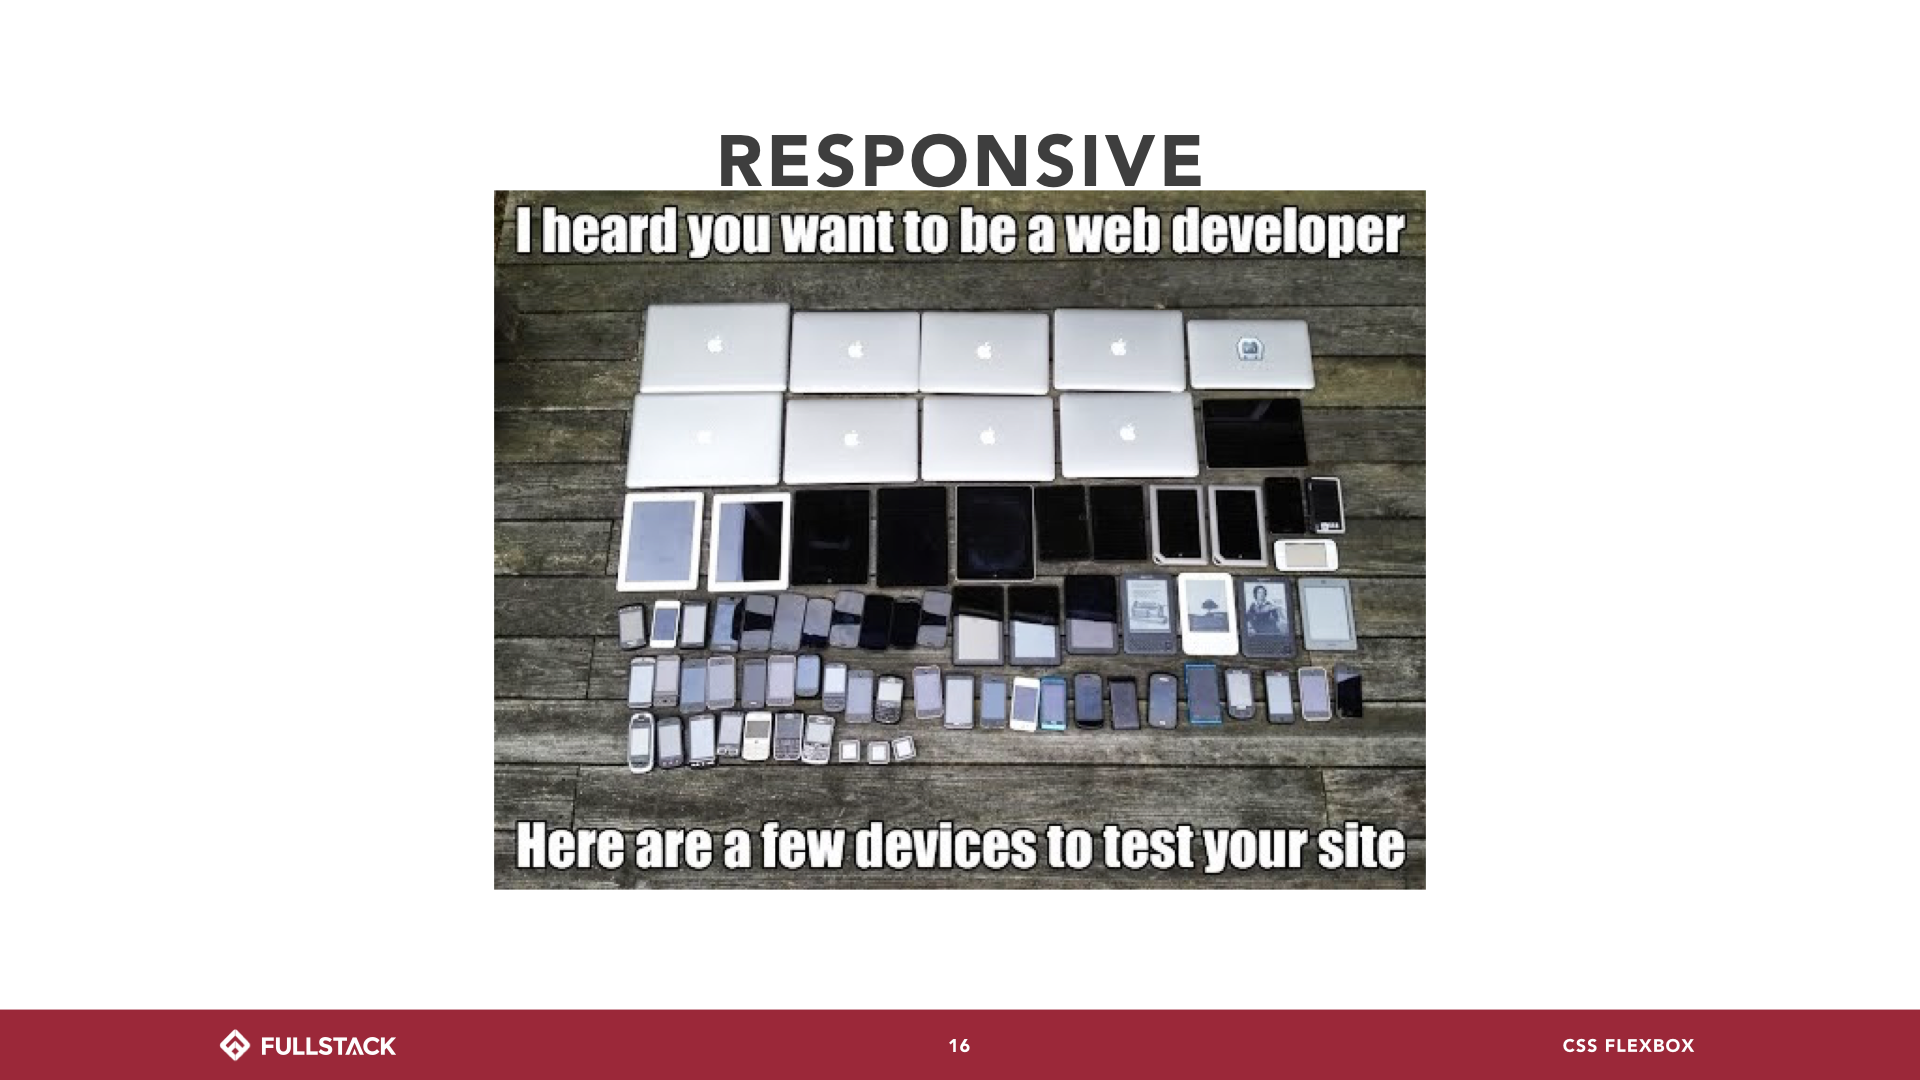 RESPONSIVE
I heard you want to be a web developer
Here are a few devices to test your site
FULLSTACK
16
CSS FLEXBOX